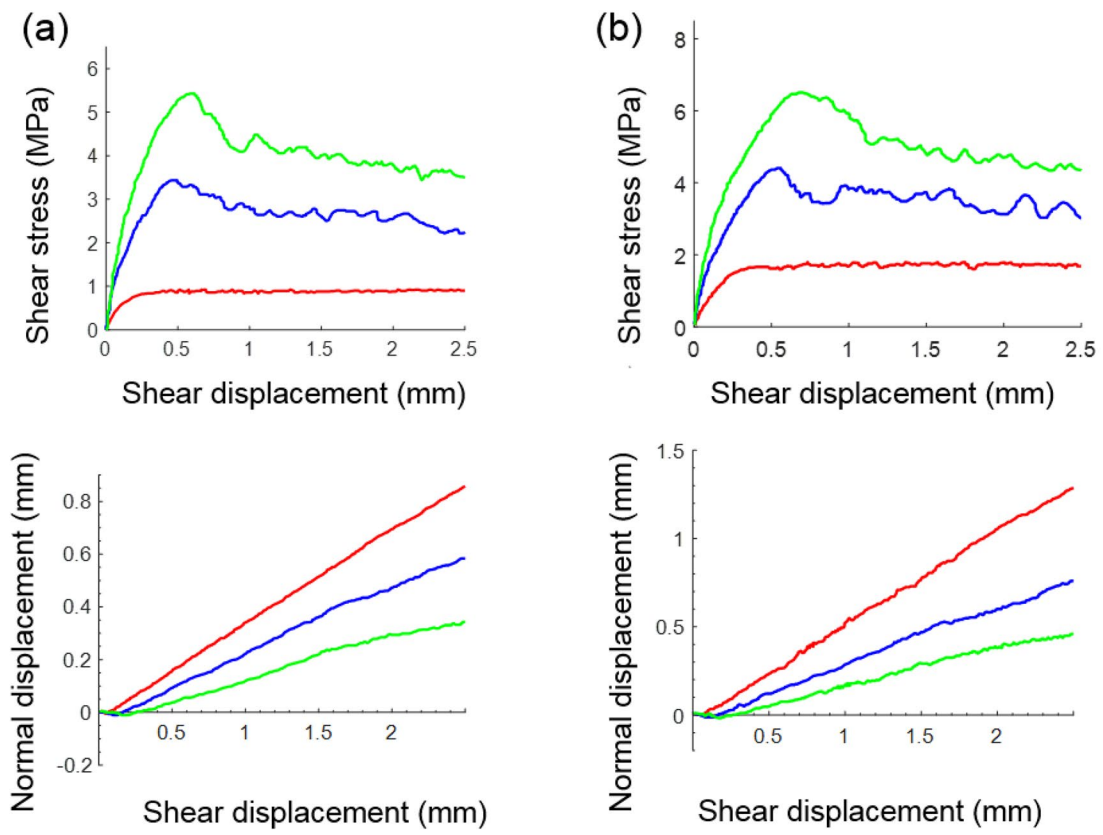 (a)
Shear stress (MPa)
6
5
4
3
2
1
0
0 0.5 1 1.5 2 2.5
Shear displacement (mm)
(b)
Shear stress (MPa)
8
6
4
2
0
0 0.5 1 1.5 2 2.5
Shear displacement (mm)
Normal displacement (mm)
0.8
0.6
0.4
0.2
0
-0.2
0.5 1 1.5 2
Shear displacement (mm)
Normal displacement (mm)
1.5
1
0.5
0
0.5 1 1.5 2
Shear displacement (mm)